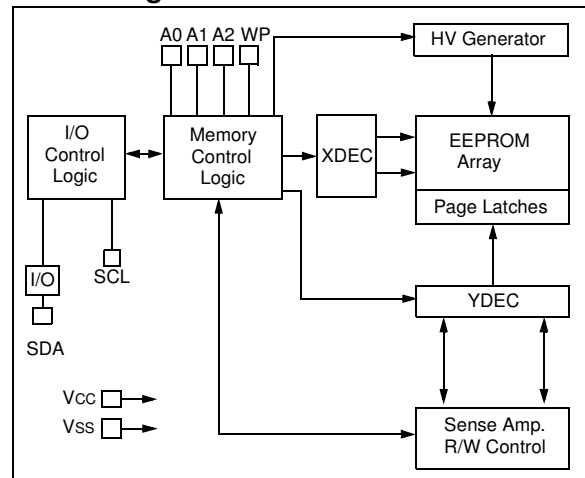 A0 A1 A2 WP
HV Generator
I/O
Control
Logic
Memory
Control
Logic
XDEC
EEPROM
Array
Page Latches
I/O
SCL
SDA
YDEC
VCC
VSS
Sense Amp.
R/W Control